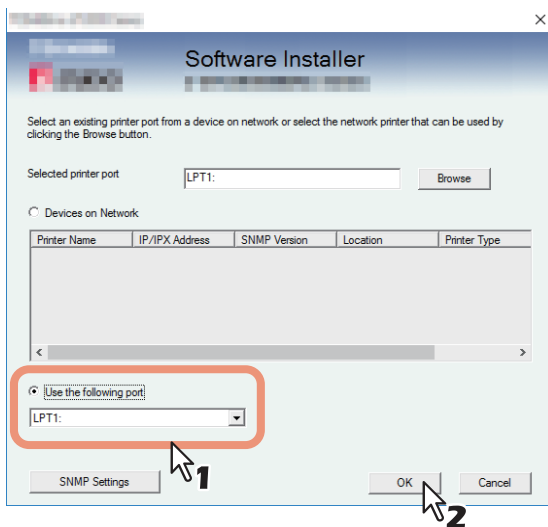 Software Installer
Select an existing printer port from a device on network or select the network printer that can be used by
clicking the Browse button.
Selected printer port
LPT1:
Browse
Devices on Network
Printer Name
IP/IPX Address
SNMP Version
Location
Printer Type
Use the following port
LPT1:
1
SNMP Settings
OK
Cancel
2